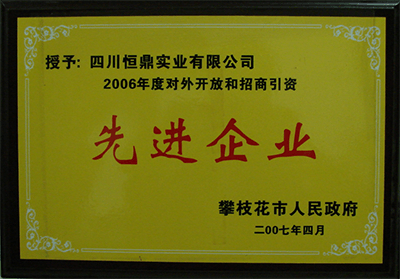 授予: 四川恒鼎实业有限公司
2006年度对外开放和招商引资
先进企业
攀枝花市人民政府
二00七年四月